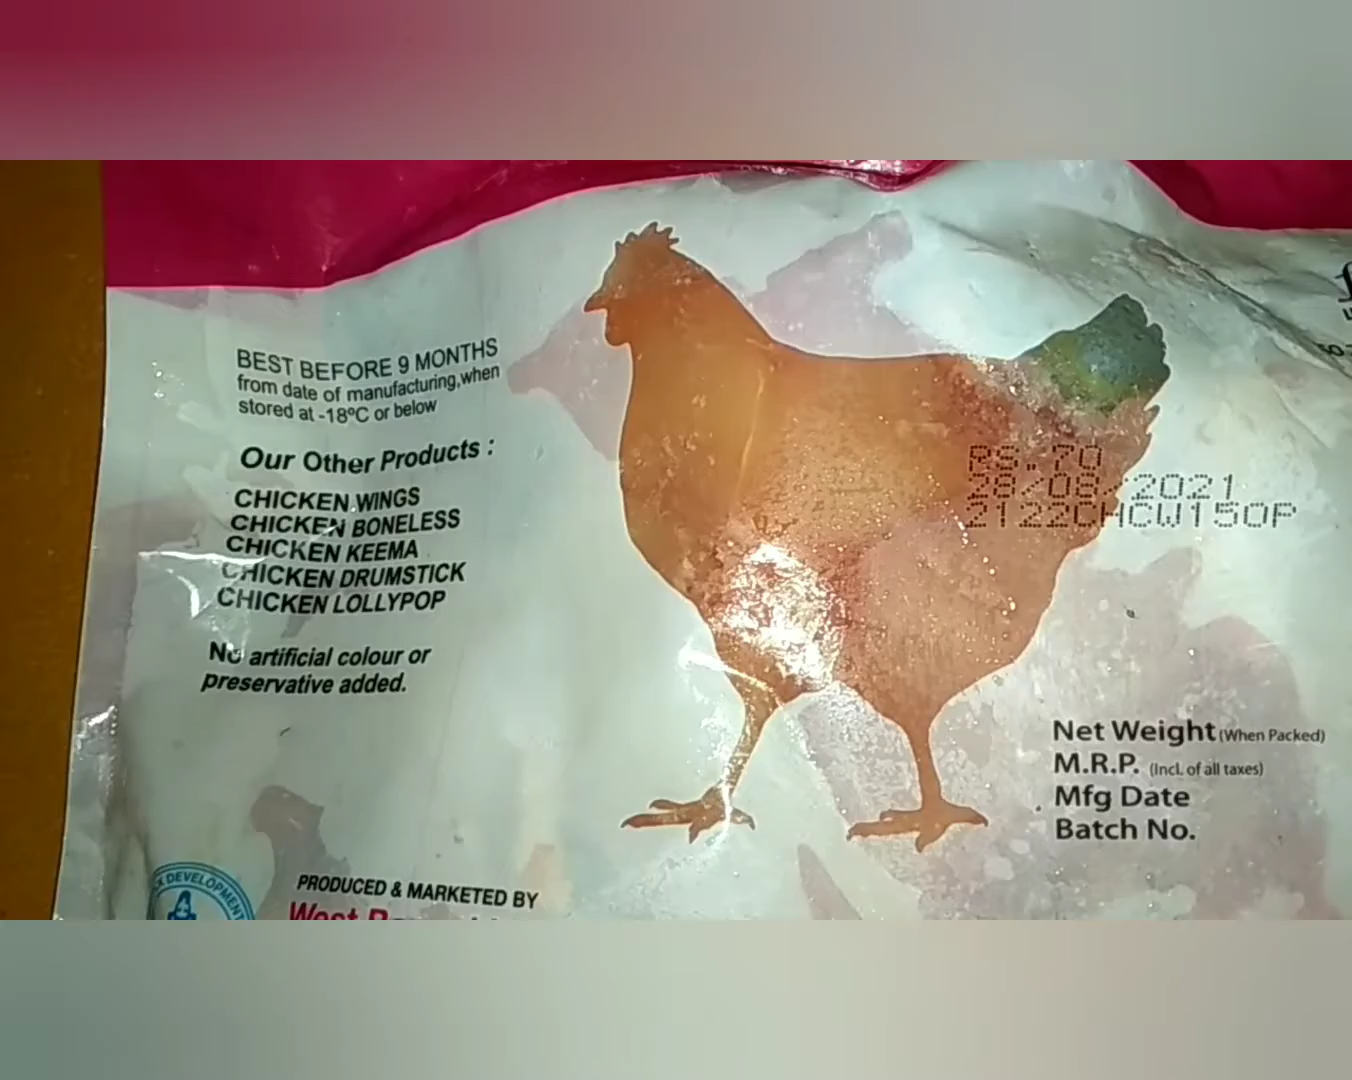 BEST BEFORE 9 MONTHS
from date of manufacturing,when
stored at -18ºC or below
Our Other Products :
CHICKEN WINGS
CHICKEN BONELESS
CHICKEN KEEMA
CHICKEN DRUMSTICK
CHICKEN LOLLYPOP
No artificial colour or
preservative added.
RS.70
28/08/2021
2122CHCW150P
Net Weight (When Packed)
M.R.P. (Incl. of all taxes)
Mfg Date
Batch No.
DEVELOPMENT
PRODUCED & MARKETED BY
West